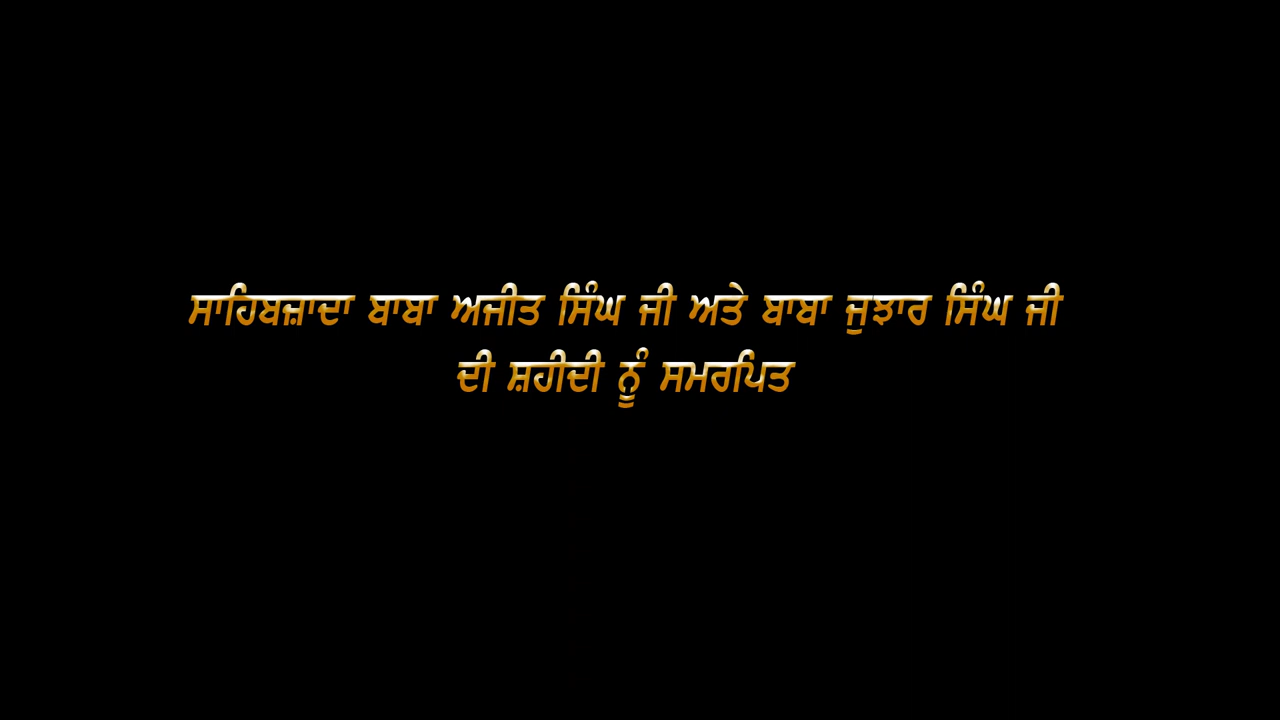 ਸਾਹਿਬਜ਼ਾਦਾ ਬਾਬਾ ਅਜੀਤ ਸਿੰਘ ਜੀ ਅਤੇ ਬਾਬਾ ਜੁਝਾਰ ਸਿੰਘ ਜੀ
ਦੀ ਸ਼ਹੀਦੀ ਨੂੰ ਸਮਰਪਿਤ